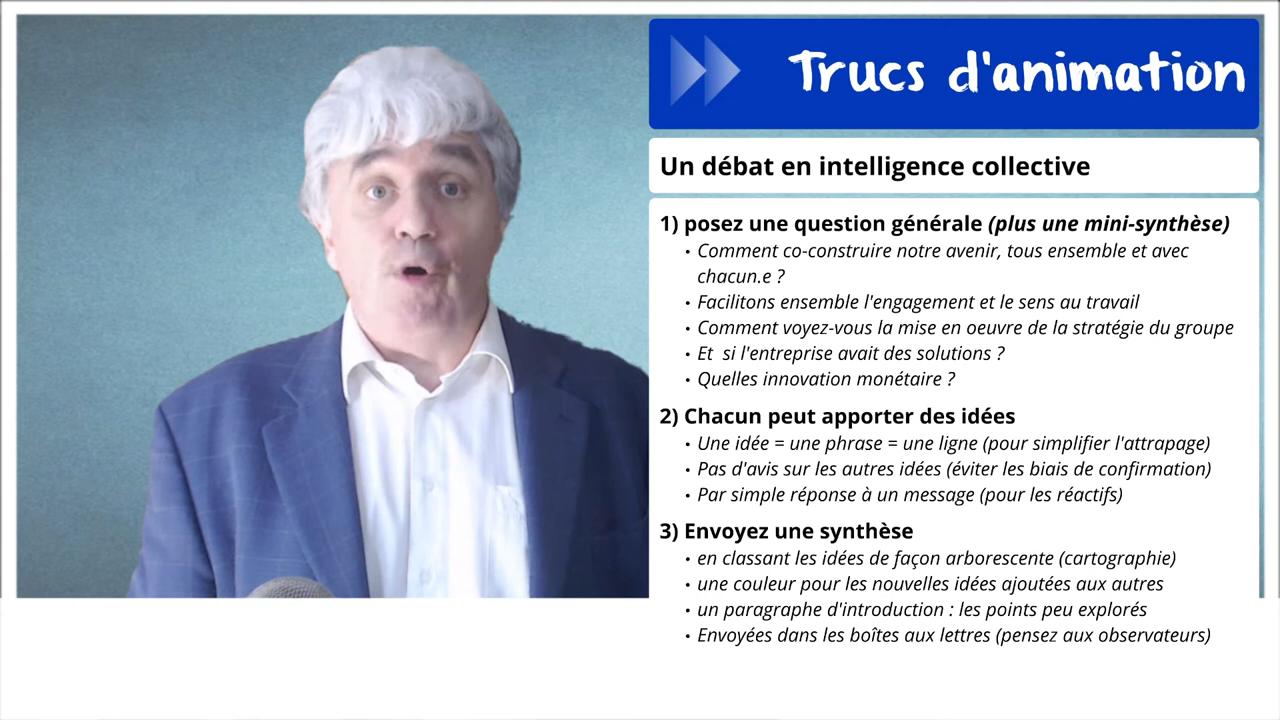 Trucs d'animation
Un débat en intelligence collective
1) posez une question générale (plus une mini-synthèse)
• Comment co-construire notre avenir, tous ensemble et avec
chacun.e ?
• Facilitons ensemble l'engagement et le sens au travail
• Comment voyez-vous la mise en oeuvre de la stratégie du groupe
• Et  si l'entreprise avait des solutions ?
• Quelles innovation monétaire ?
2) Chacun peut apporter des idées
• Une idée = une phrase = une ligne (pour simplifier l'attrapage)
• Pas d'avis sur les autres idées (éviter les biais de confirmation)
• Par simple réponse à un message (pour les réactifs)
3) Envoyez une synthèse
• en classant les idées de façon arborescente (cartographie)
• une couleur pour les nouvelles idées ajoutées aux autres
• un paragraphe d'introduction : les points peu explorés
• Envoyées dans les boîtes aux lettres (pensez aux observateurs)